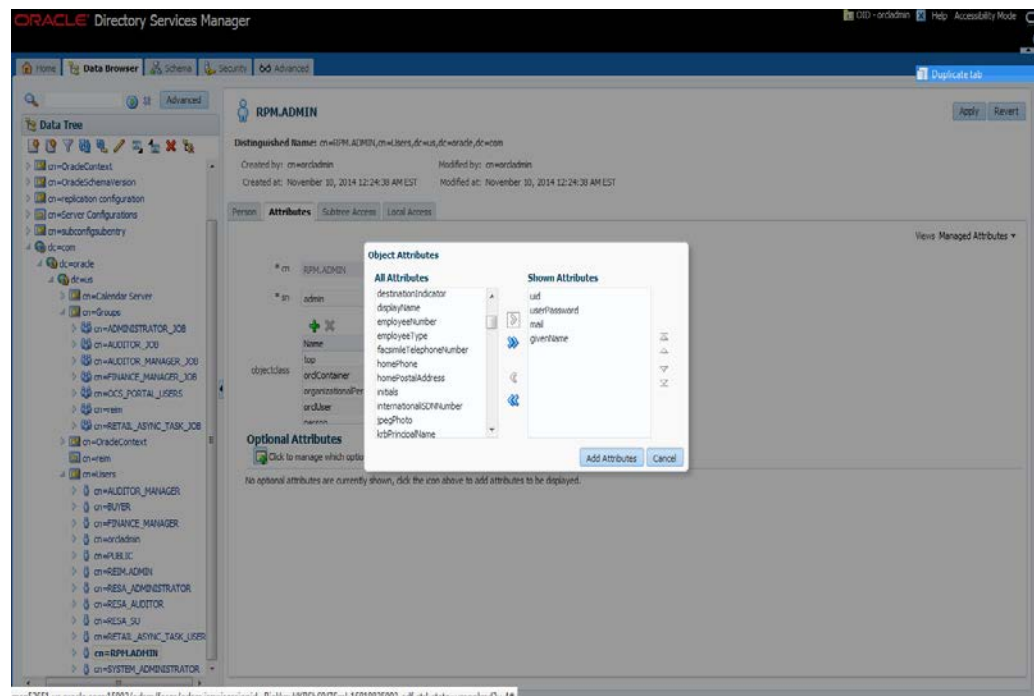 ORACLE Directory Services Manager
OID - orcladmin Help Accessibility Mode
Home Data Browser Schema Security Advanced
Duplicate tab
Advanced
Data Tree
cn=OracleContext
cn=OracleSchemaVersion
cn=replication configuration
cn=Server Configurations
cn=subconfigsubentry
dc=com
dc=oracle
dc=us
cn=Calendar Server
cn=Groups
cn=ADMINISTRATOR_JOB
cn=AUDITOR_JOB
cn=AUDITOR_MANAGER_JOB
cn=FINANCE_MANAGER_JOB
cn=OCS_PORTAL_USERS
cn=reim
cn=RETAIL_ASYNC_TASK_JOB
cn=OracleContext
cn=reim
cn=Users
cn=AUDITOR_MANAGER
cn=BUYER
cn=FINANCE_MANAGER
cn=orcladmin
cn=PUBLIC
cn=REIM.ADMIN
cn=RESA_ADMINISTRATOR
cn=RESA_AUDITOR
cn=RESA_SU
cn=RETAIL_ASYNC_TASK_USER
cn=RPM.ADMIN
cn=SYSTEM_ADMINISTRATOR
RPM.ADMIN
Apply Revert
Distinguished Name: cn=RPM.ADMIN,cn=Users,dc=us,dc=oracle,dc=com
Created by: cn=orcladmin Modified by: cn=orcladmin
Created at: November 10, 2014 12:24:38 AM EST Modified at: November 10, 2014 12:24:38 AM EST
Person Attributes Subtree Access Local Access
Views Managed Attributes
* cn RPM.ADMIN
* sn admin
Name
objectclass
top
orclContainer
organizationalPer
orclUser
person
Optional Attributes
Click to manage which optio
No optional attributes are currently shown, click the icon above to add attributes to be displayed.
Object Attributes
All Attributes
destinationIndicator
displayName
employeeNumber
employeeType
facsimileTelephoneNumber
homePhone
homePostalAddress
initials
internationaliSDNNumber
jpegPhoto
krbPrincipalName
Shown Attributes
uid
userPassword
mail
givenName
Add Attributes Cancel